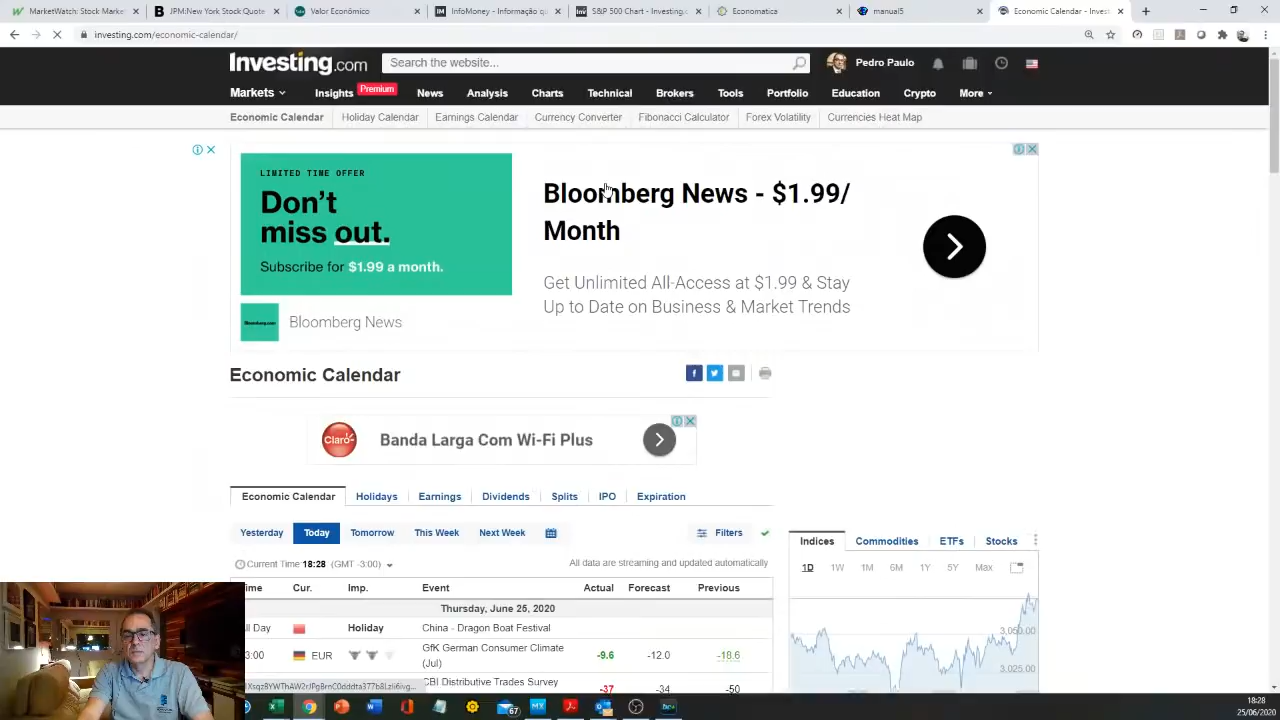 MarketWatch: Stock Marke
JPM:New York Stock Quote
Valor Econômico
InfoMoney - Informação q
S&P 500 Chart - Investing.c
Economatica
manual5
Economic Calendar - Inves
investing.com/economic-calendar/
Investing.com
Search the website...
Pedro Paulo
Markets
Insights
Premium
News
Analysis
Charts
Technical
Brokers
Tools
Portfolio
Education
Crypto
More
Economic Calendar
Holiday Calendar
Earnings Calendar
Currency Converter
Fibonacci Calculator
Forex Volatility
Currencies Heat Map
LIMITED TIME OFFER
Don't
miss out.
Subscribe for $1.99 a month.
Bloomberg News
Bloomberg News - $1.99/
Month
Get Unlimited All-Access at $1.99 & Stay
Up to Date on Business & Market Trends
Economic Calendar
Claro
Banda Larga Com Wi-Fi Plus
Economic Calendar
Holidays
Earnings
Dividends
Splits
IPO
Expiration
Yesterday
Today
Tomorrow
This Week
Next Week
Filters
Current Time 18:28 (GMT -3:00)
All data are streaming and updated automatically
ime Cur. Imp. Event Actual Forecast Previous
Thursday, June 25, 2020
ll Day Holiday China - Dragon Boat Festival
3:00 EUR GfK German Consumer Climate
(Jul)
-9.6 -12.0 -18.6
CBI Distributive Trades Survey
-37 -34 -50
Indices
Commodities
ETFs
Stocks
1D 1W 1M 6M 1Y 5Y Max
3,050.00
3,025.00
67
18:28
25/06/2020